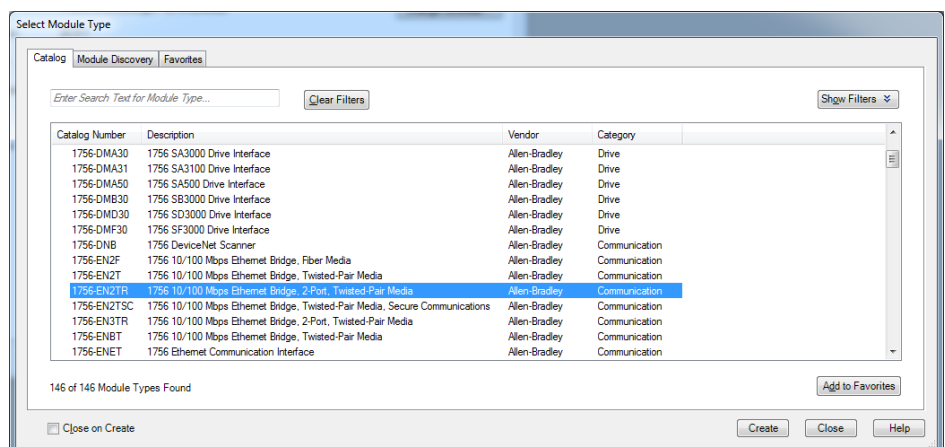 Select Module Type
Catalog Module Discovery Favorites
Enter Search Text for Module Type... Clear Filters Show Filters
Catalog Number Description Vendor Category
1756-DMA30 1756 SA3000 Drive Interface Allen-Bradley Drive
1756-DMA31 1756 SA3100 Drive Interface Allen-Bradley Drive
1756-DMA50 1756 SA500 Drive Interface Allen-Bradley Drive
1756-DMB30 1756 SB3000 Drive Interface Allen-Bradley Drive
1756-DMD30 1756 SD3000 Drive Interface Allen-Bradley Drive
1756-DMF30 1756 SF3000 Drive Interface Allen-Bradley Drive
1756-DNB 1756 DeviceNet Scanner Allen-Bradley Communication
1756-EN2F 1756 10/100 Mbps Ethernet Bridge, Fiber Media Allen-Bradley Communication
1756-EN2T 1756 10/100 Mbps Ethernet Bridge, Twisted-Pair Media Allen-Bradley Communication
1756-EN2TR 1756 10/100 Mbps Ethernet Bridge, 2-Port, Twisted-Pair Media Allen-Bradley Communication
1756-EN2TSC 1756 10/100 Mbps Ethernet Bridge, Twisted-Pair Media, Secure Communications Allen-Bradley Communication
1756-EN3TR 1756 10/100 Mbps Ethernet Bridge, 2-Port, Twisted-Pair Media Allen-Bradley Communication
1756-ENBT 1756 10/100 Mbps Ethernet Bridge, Twisted-Pair Media Allen-Bradley Communication
1756-ENET 1756 Ethernet Communication Interface Allen-Bradley Communication
146 of 146 Module Types Found Add to Favorites
Close on Create Create Close Help